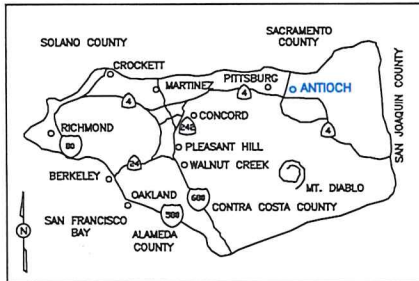 SACRAMENTO
COUNTY
SOLANO COUNTY
CROCKETT
MARTINEZ
PITTSBURG
ANTIOCH
4
4
SAN JOAQUIN COUNTY
CONCORD
242
4
RICHMOND
80
PLEASANT HILL
24
WALNUT CREEK
BERKELEY
MT. DIABLO
OAKLAND
680
CONTRA COSTA COUNTY
SAN FRANCISCO
BAY
580
ALAMEDA
COUNTY
N